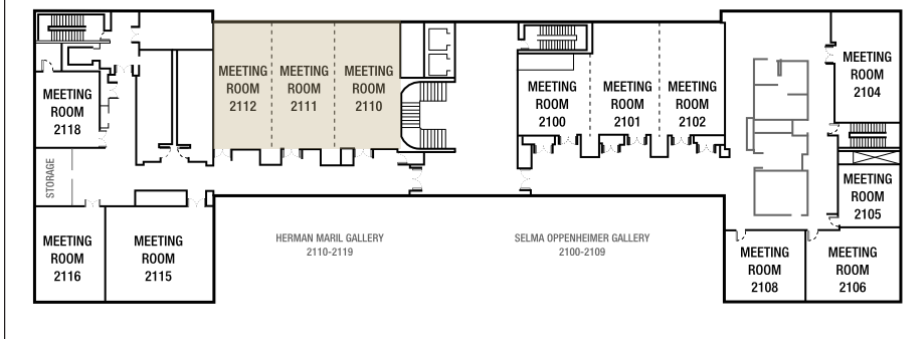 MEETING
ROOM
2118
STORAGE
MEETING
ROOM
2116
MEETING
ROOM
2115
MEETING
ROOM
2112
MEETING
ROOM
2111
MEETING
ROOM
2110
HERMAN MARIL GALLERY
2110-2119
MEETING
ROOM
2100
MEETING
ROOM
2101
MEETING
ROOM
2102
SELMA OPPENHEIMER GALLERY
2100-2109
MEETING
ROOM
2104
MEETING
ROOM
2105
MEETING
ROOM
2108
MEETING
ROOM
2106